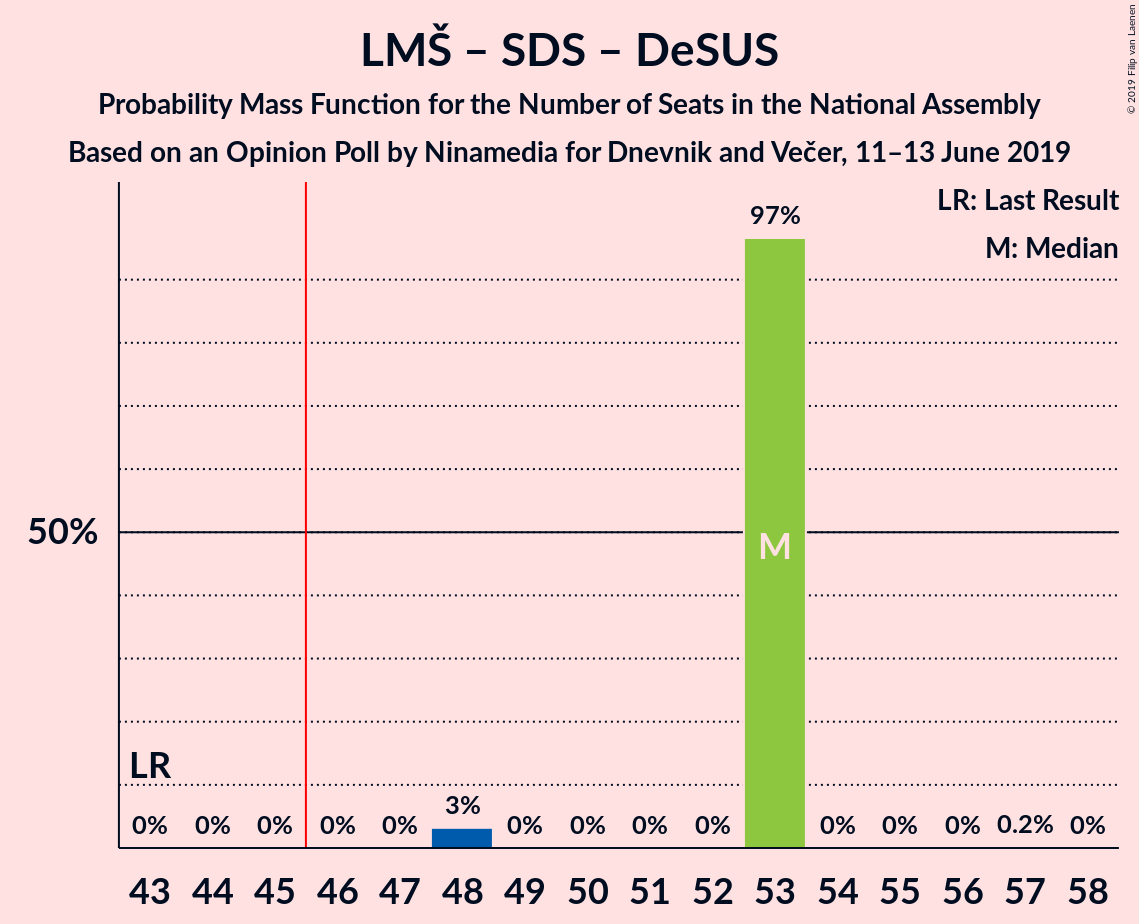 LMŠ – SDS – DeSUS
Probability Mass Function for the Number of Seats in the National Assembly
Based on an Opinion Poll by Ninamedia for Dnevnik and Večer, 11–13 June 2019
© 2019 Filip van Laenen
LR: Last Result
M: Median
97%
50%
M
LR
3%
0% 0% 0% 0% 0% 0% 0% 0% 0% 0% 0% 0% 0.2% 0%
43 44 45 46 47 48 49 50 51 52 53 54 55 56 57 58